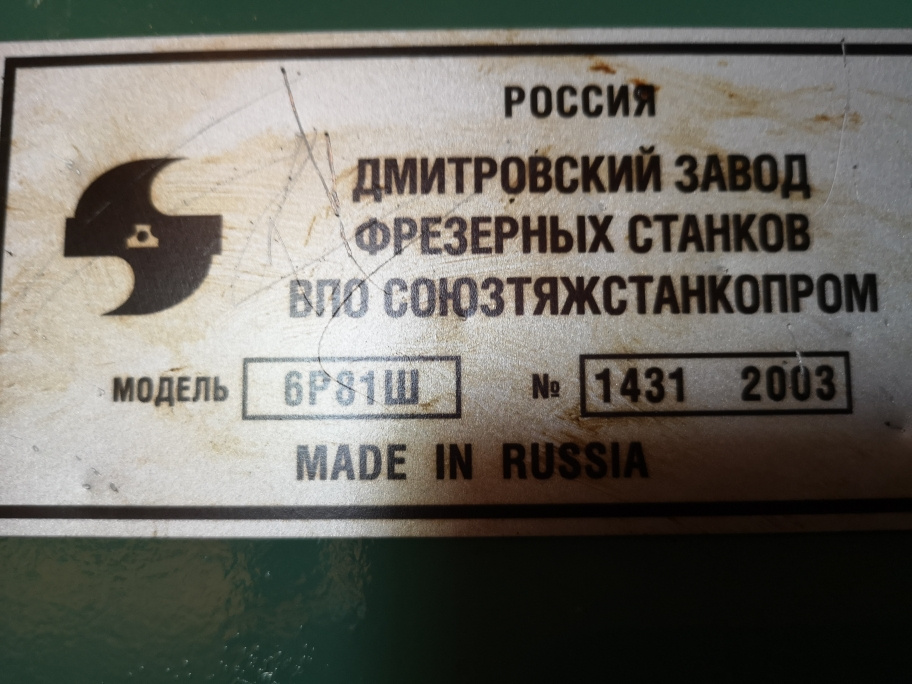 РОССИЯ
ДМИТРОВСКИЙ ЗАВОД
ФРЕЗЕРНЫХ СТАНКОВ
ВПО СОЮЗТЯЖСТАНКОПРОМ
МОДЕЛЬ 6Р81Ш № 1431 2003
MADE IN RUSSIA